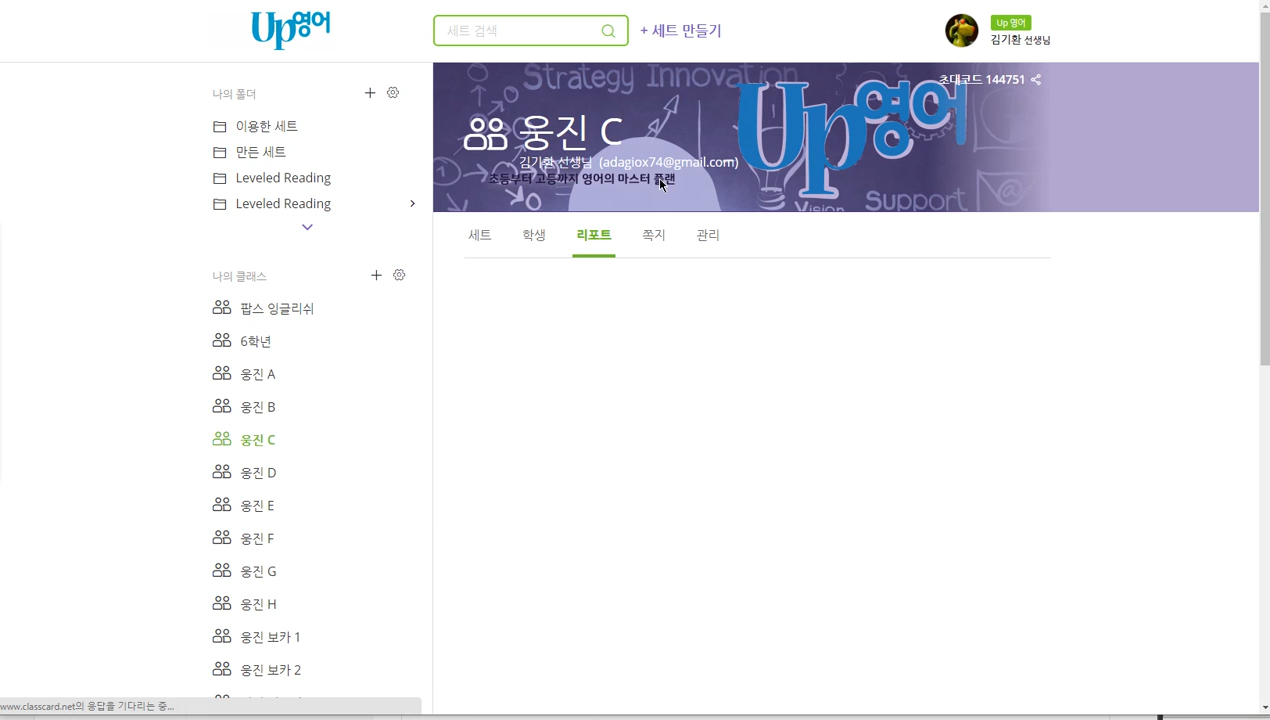 Up영어
세트 검색
+ 세트 만들기
Up 영어
김기환 선생님
나의 폴더
이용한 세트
만든 세트
Leveled Reading
Leveled Reading
나의 클래스
팝스 잉글리쉬
6학년
웅진 A
웅진 B
웅진 C
웅진 D
웅진 E
웅진 F
웅진 G
웅진 H
웅진 보카 1
웅진 보카 2
Strategy Innovation
초대코드 144751
Up영어
웅진 C
김기환 선생님 (adagiox74@gmail.com)
초등부터 고등까지 영어의 마스터 플랜
Vision
Support
세트 학생 리포트 쪽지 관리
www.classcard.net의 응답을 기다리는 중...